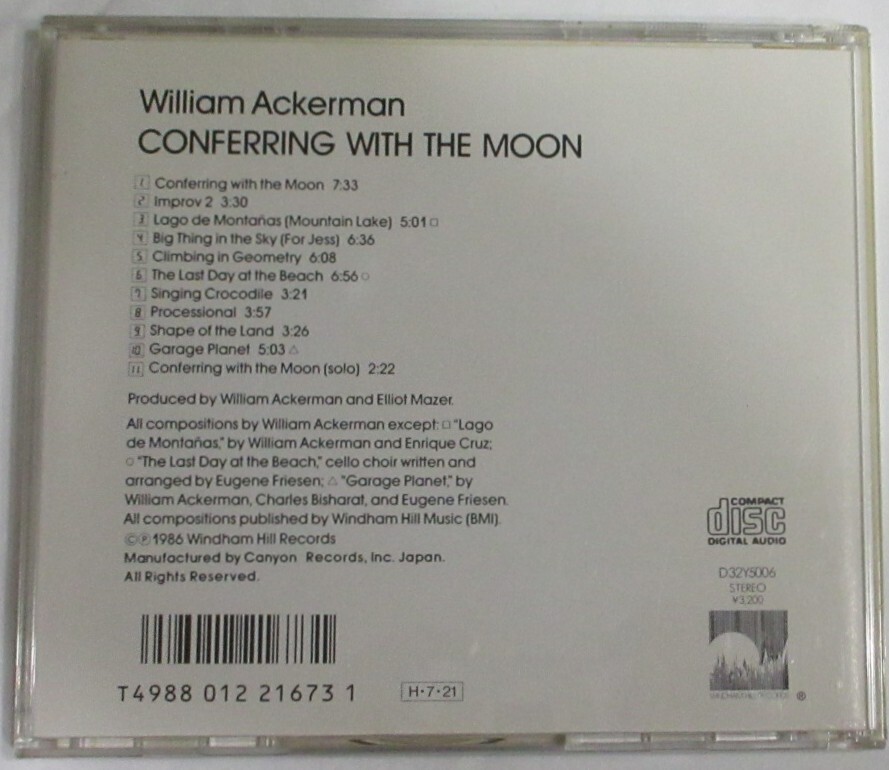 William Ackerman
CONFERRING WITH THE MOON
1 Conferring with the Moon 7:33
2 Improv 2 3:30
3 Lago de Montañas (Mountain Lake) 5:01 □
4 Big Thing in the Sky (For Jess) 6:36
5 Climbing in Geometry 6:08
6 The Last Day at the Beach 6:56 ○
7 Singing Crocodile 3:21
8 Processional 3:57
9 Shape of the Land 3:26
10 Garage Planet 5:03 △
11 Conferring with the Moon (solo) 2:22
Produced by William Ackerman and Elliot Mazer.
All compositions by William Ackerman except: □ "Lago
de Montañas," by William Ackerman and Enrique Cruz;
○ "The Last Day at the Beach," cello choir written and
arranged by Eugene Friesen; △ "Garage Planet," by
William Ackerman, Charles Bisharat, and Eugene Friesen.
All compositions published by Windham Hill Music (BMI).
©℗1986 Windham Hill Records
Manufactured by Canyon Records, Inc. Japan.
All Rights Reserved.
COMPACT
disc
DIGITAL AUDIO
D32Y5006
STEREO
¥3,200
WINDHAM HILL RECORDS ®
T4988 012 21673 1
H·7·21